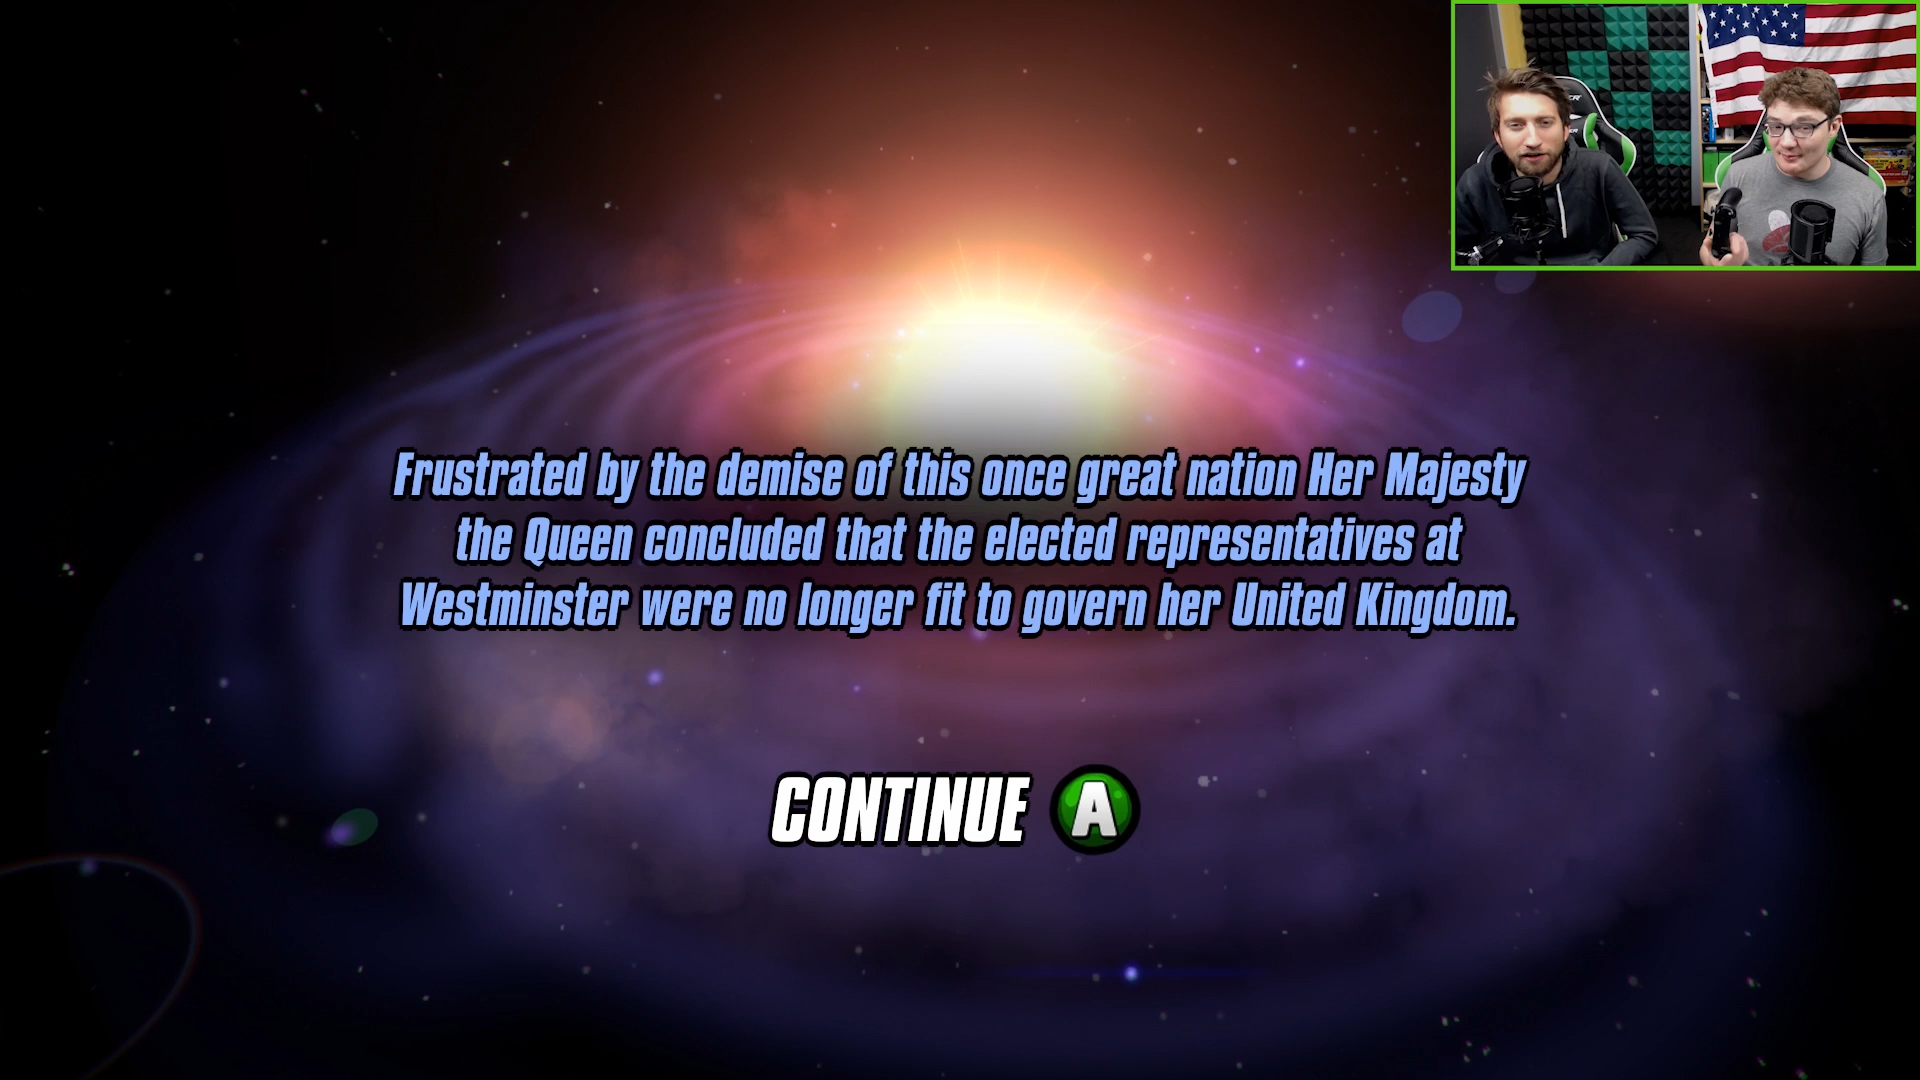 Frustrated by the demise of this once great nation Her Majesty
the Queen concluded that the elected representatives at
Westminster were no longer fit to govern her United Kingdom.
CONTINUE A